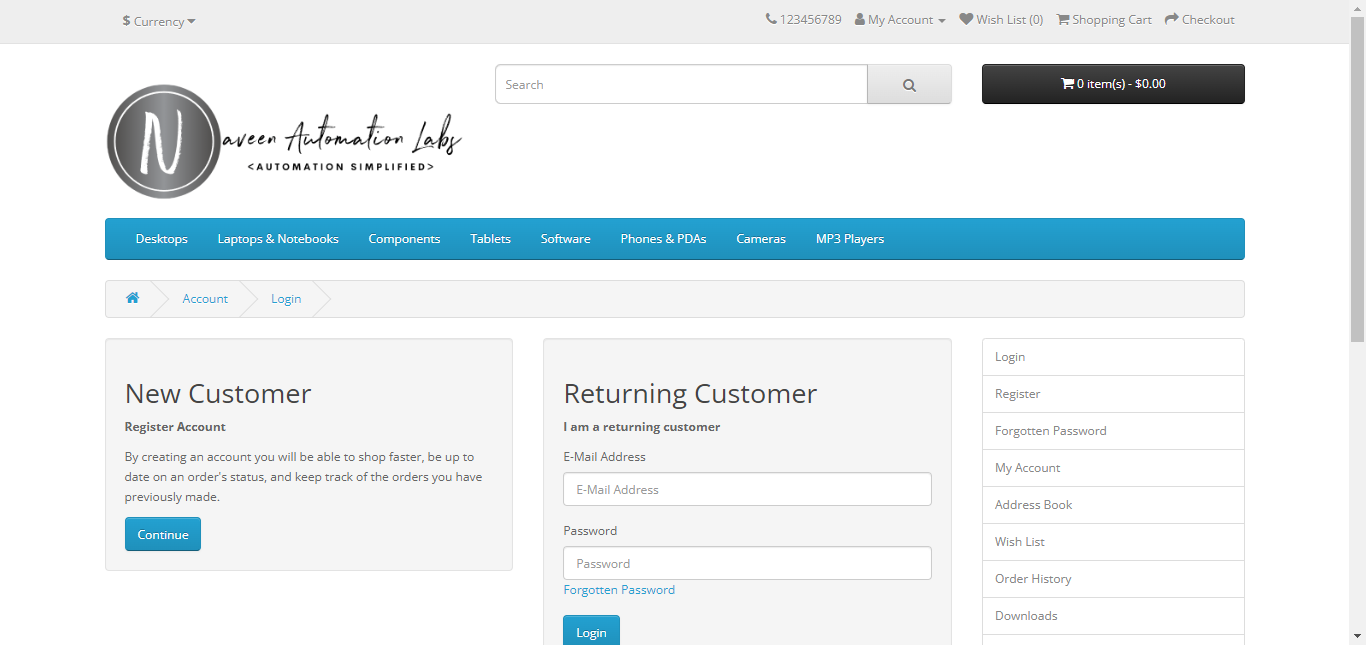 $ Currency
123456789 My Account Wish List (0) Shopping Cart Checkout
Search
0 item(s) - $0.00
N
aveen Automation Labs
<AUTOMATION SIMPLIFIED>
Desktops Laptops & Notebooks Components Tablets Software Phones & PDAs Cameras MP3 Players
Account Login
New Customer
Register Account
By creating an account you will be able to shop faster, be up to
date on an order's status, and keep track of the orders you have
previously made.
Continue
Returning Customer
I am a returning customer
E-Mail Address
E-Mail Address
Password
Password
Forgotten Password
Login
Login
Register
Forgotten Password
My Account
Address Book
Wish List
Order History
Downloads